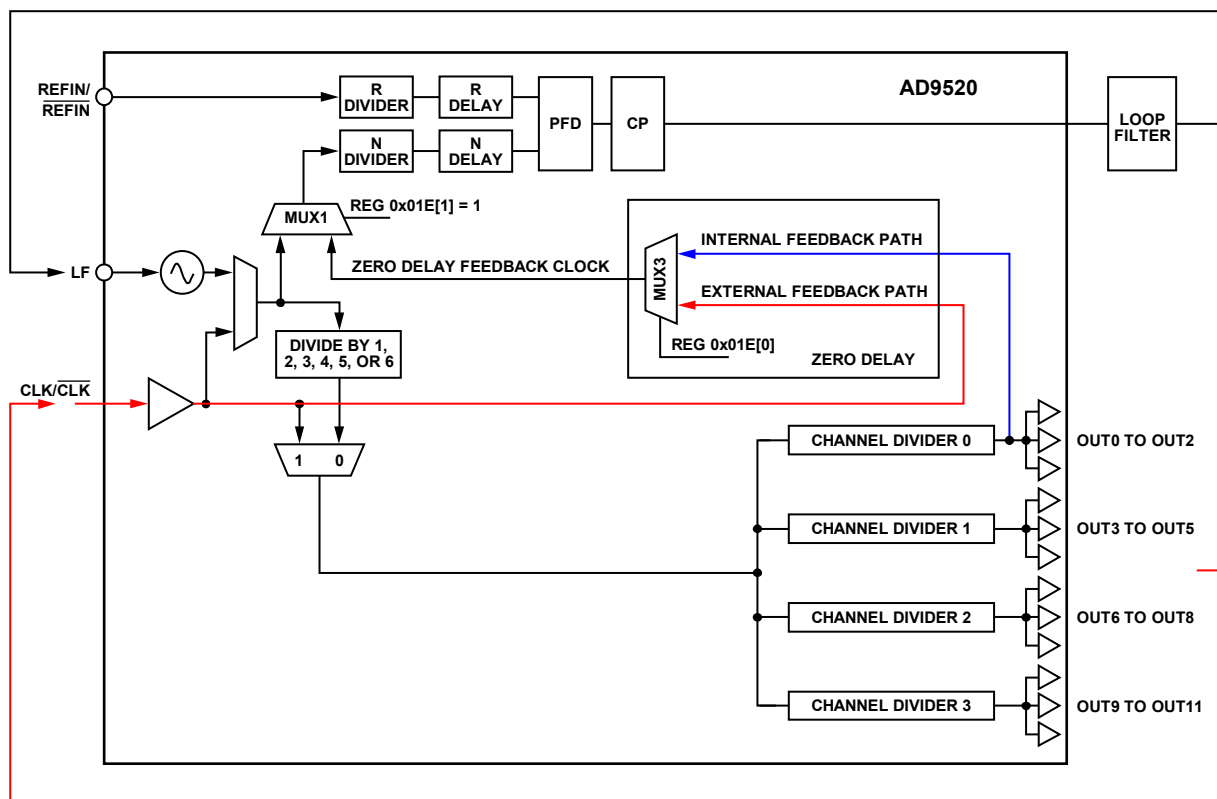 AD9520
REFIN/
REFIN
R
DIVIDER
R
DELAY
PFD
CP
LOOP
FILTER
N
DIVIDER
N
DELAY
REG 0x01E[1] = 1
MUX1
INTERNAL FEEDBACK PATH
ZERO DELAY FEEDBACK CLOCK
MUX3
LF
EXTERNAL FEEDBACK PATH
REG 0x01E[0]
ZERO DELAY
DIVIDE BY 1,
2, 3, 4, 5, OR 6
CLK/CLK
1 0
CHANNEL DIVIDER 0
OUT0 TO OUT2
CHANNEL DIVIDER 1
OUT3 TO OUT5
CHANNEL DIVIDER 2
OUT6 TO OUT8
CHANNEL DIVIDER 3
OUT9 TO OUT11